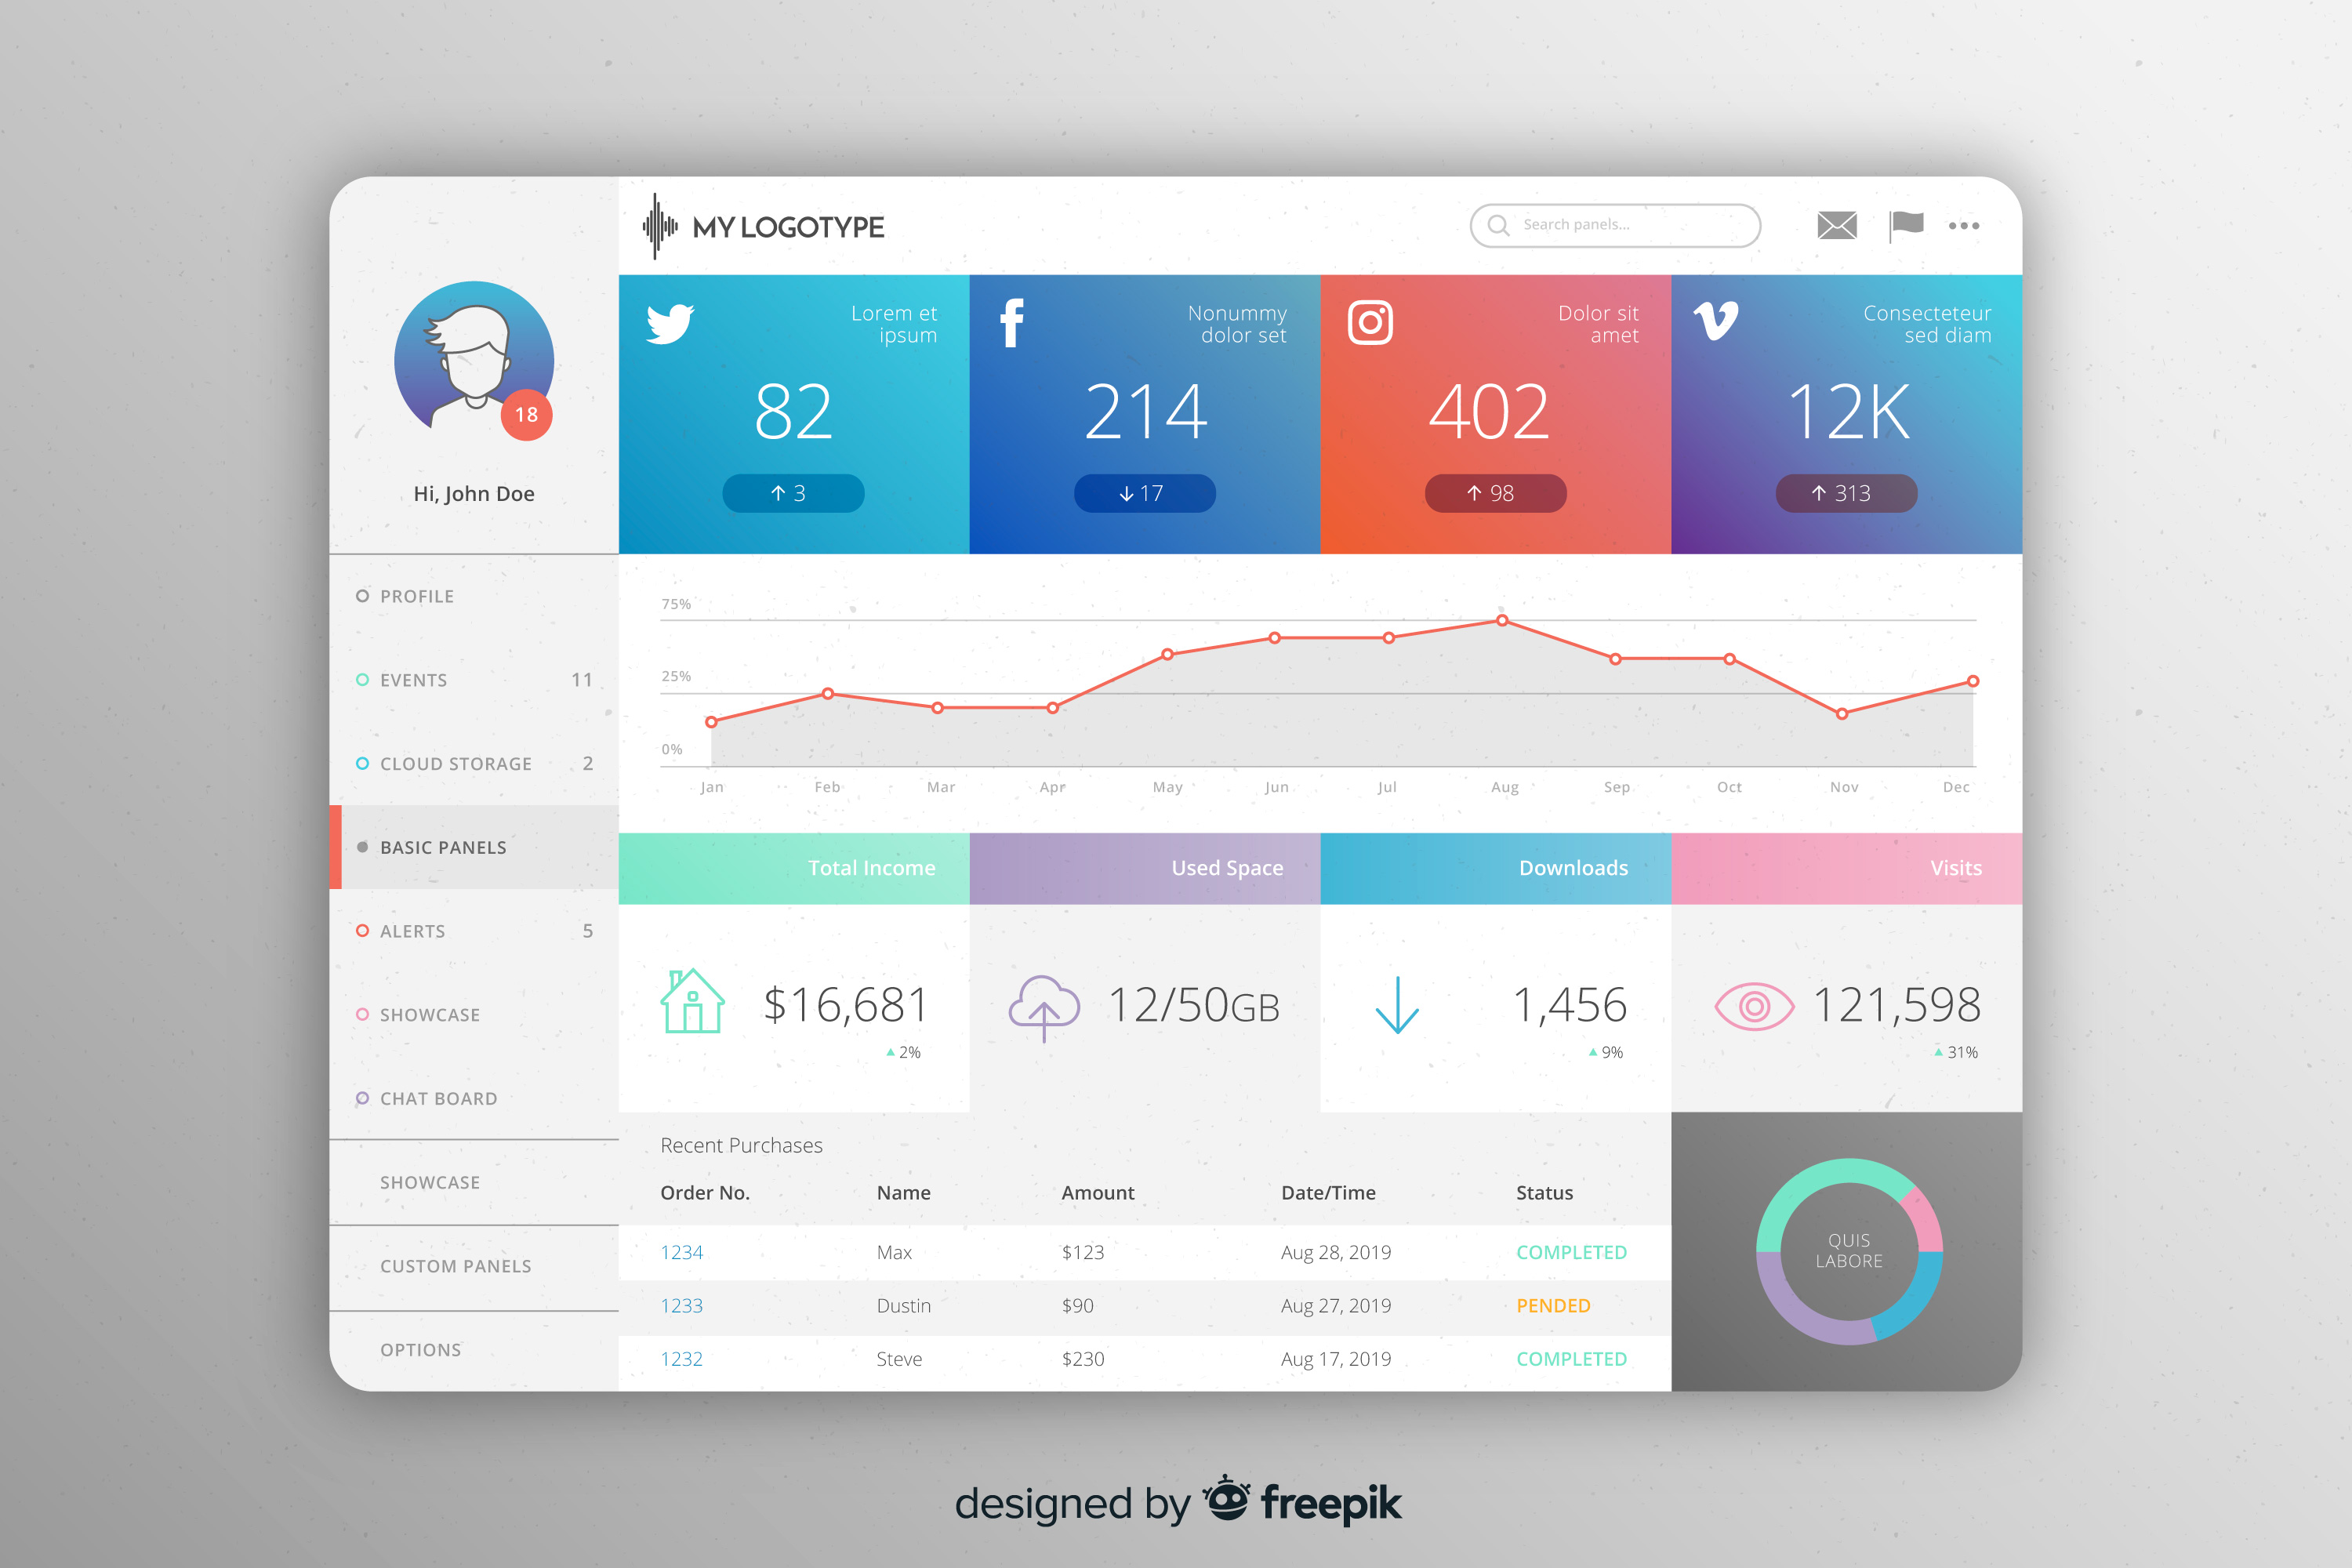 MY LOGOTYPE
Search panels...
18
Hi, John Doe
PROFILE
EVENTS 11
CLOUD STORAGE 2
BASIC PANELS
ALERTS 5
SHOWCASE
CHAT BOARD
SHOWCASE
CUSTOM PANELS
OPTIONS
Lorem et
ipsum
82
↑ 3
Nonummy
dolor set
214
↓ 17
Dolor sit
amet
402
↑ 98
Consecteteur
sed diam
12K
↑ 313
75%
25%
0%
Jan Feb Mar Apr May Jun Jul Aug Sep Oct Nov Dec
Total Income
$16,681
2%
Used Space
12/50GB
Downloads
1,456
9%
Visits
121,598
31%
Recent Purchases
Order No. Name Amount Date/Time Status
1234 Max $123 Aug 28, 2019 COMPLETED
1233 Dustin $90 Aug 27, 2019 PENDED
1232 Steve $230 Aug 17, 2019 COMPLETED
QUIS
LABORE
designed by freepik